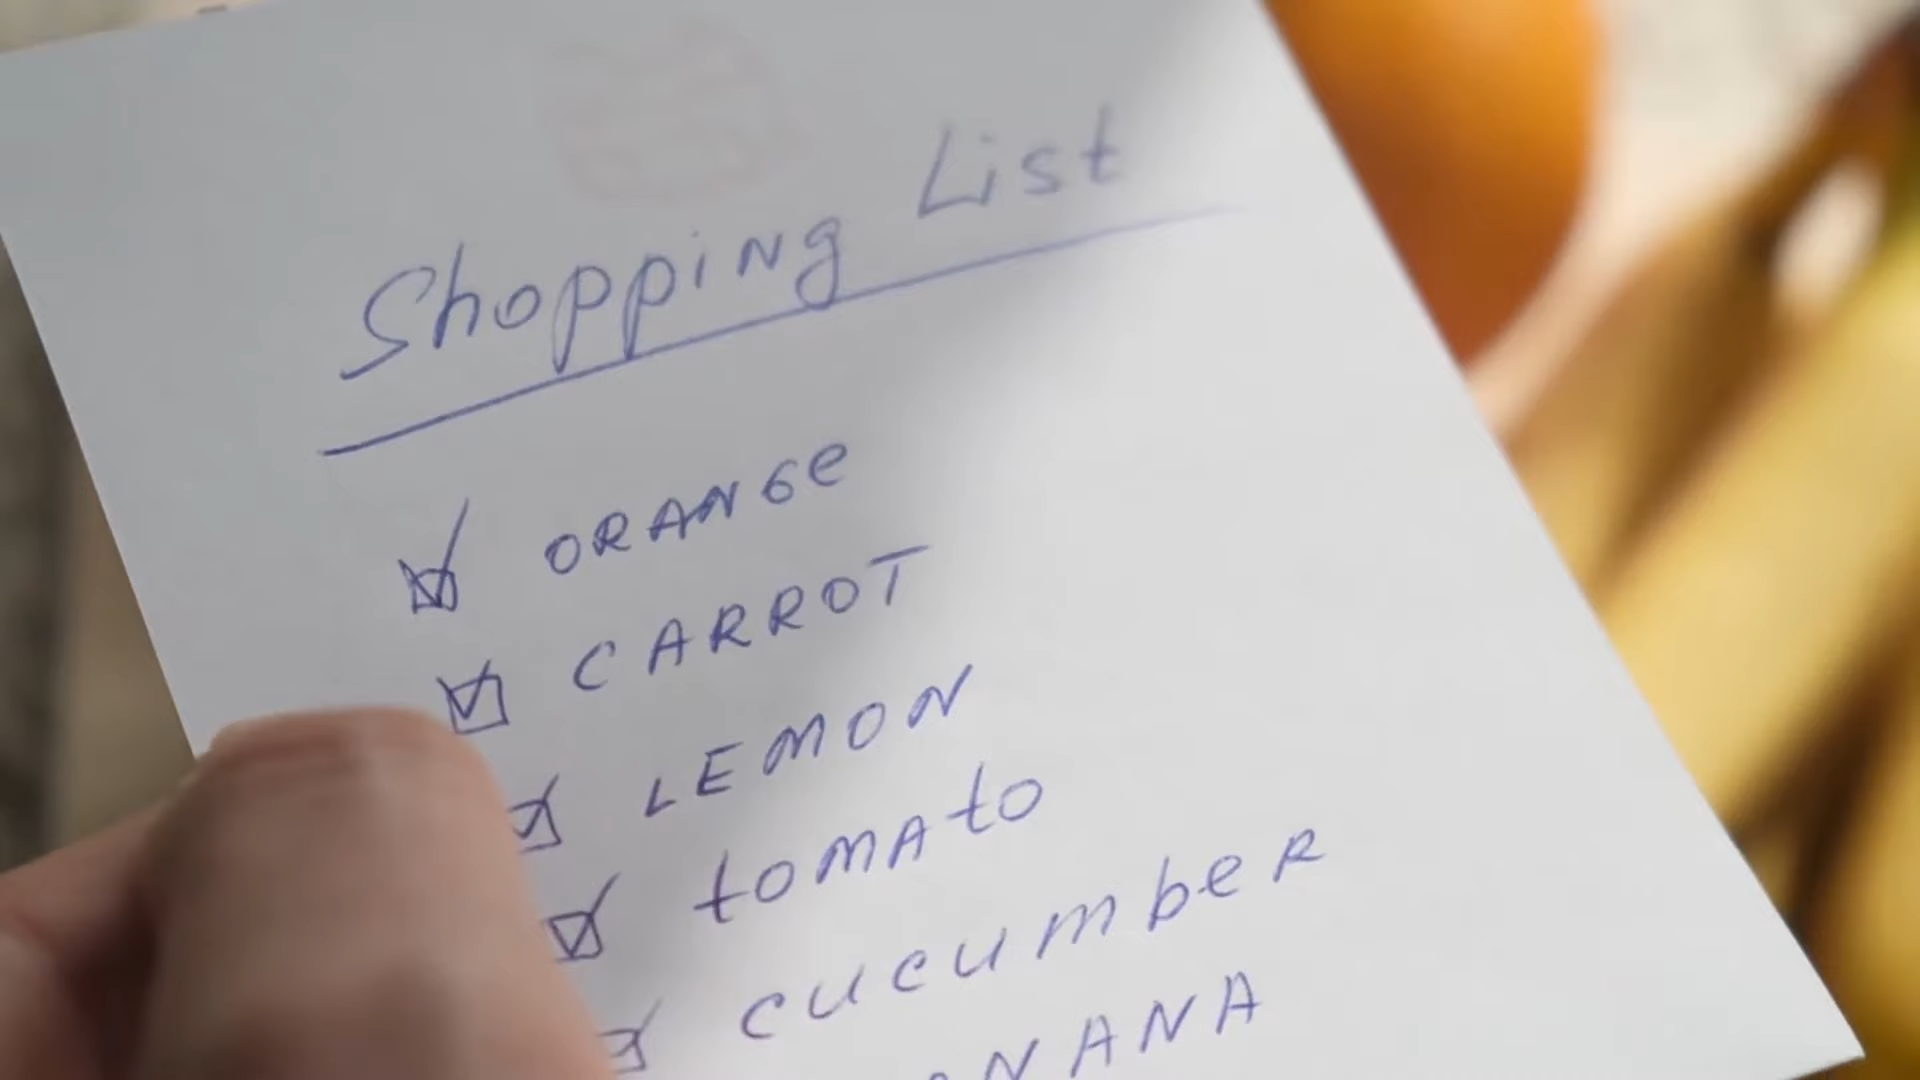 Shopping List
ORANGe
CARROT
LEMON
tomAto
cucumbeR